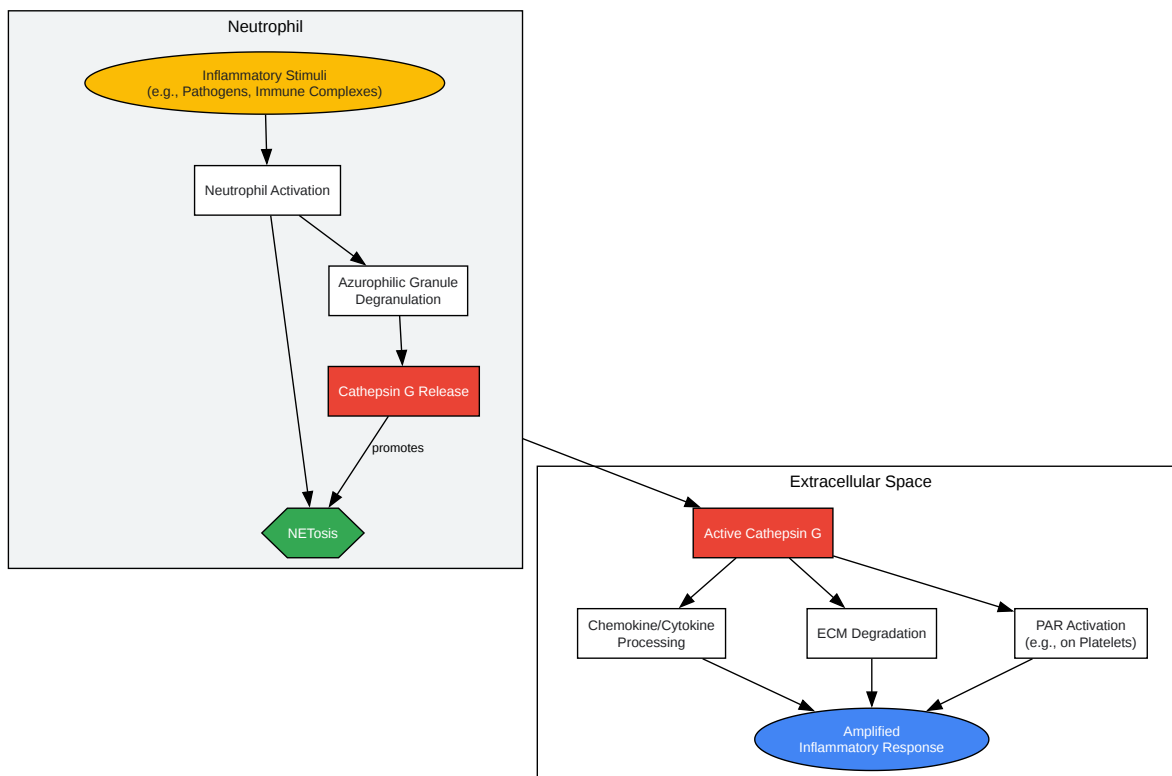 Neutrophil
Inflammatory Stimuli
(e.g., Pathogens, Immune Complexes)
Neutrophil Activation
Azurophilic Granule
Degranulation
Cathepsin G Release
promotes
NETosis
Extracellular Space
Active Cathepsin G
Chemokine/Cytokine
Processing
ECM Degradation
PAR Activation
(e.g., on Platelets)
Amplified
Inflammatory Response